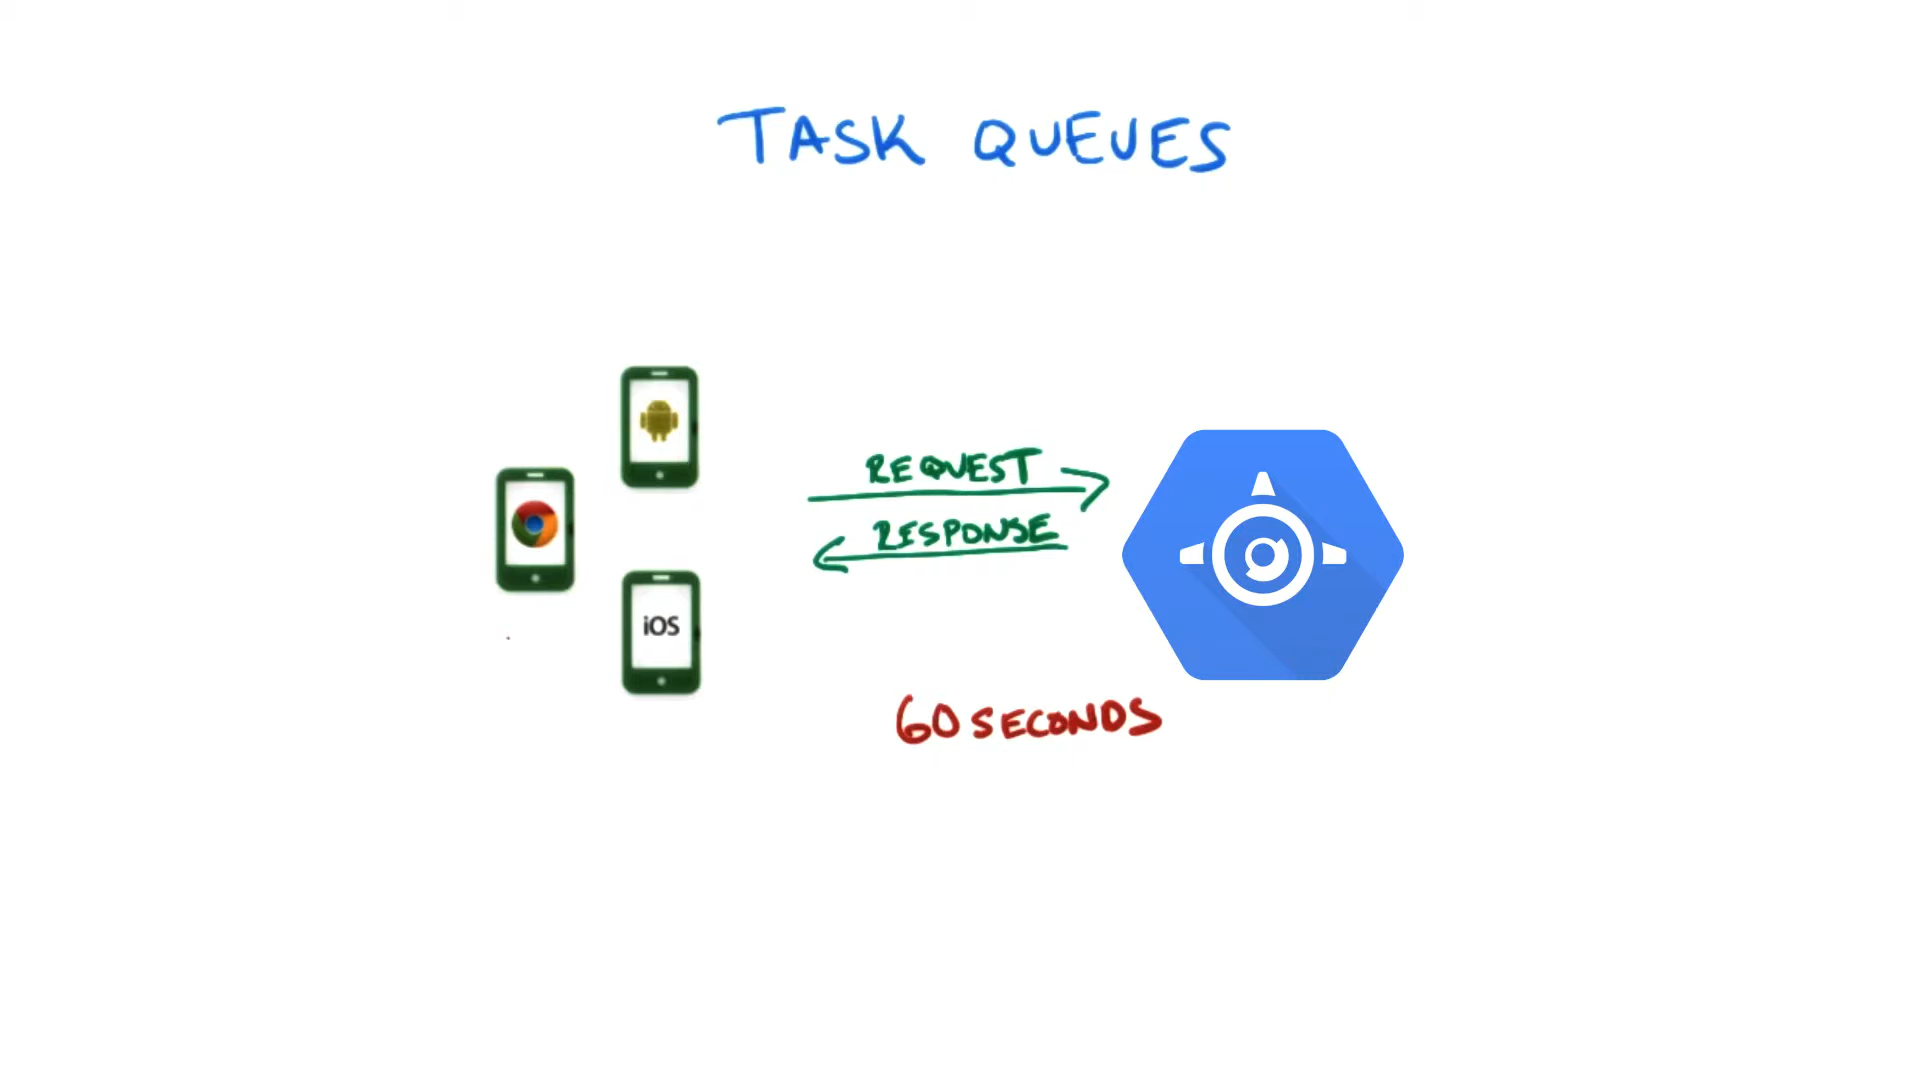 TASK QUEUES
REQUEST
RESPONSE
iOS
60 SECONDS